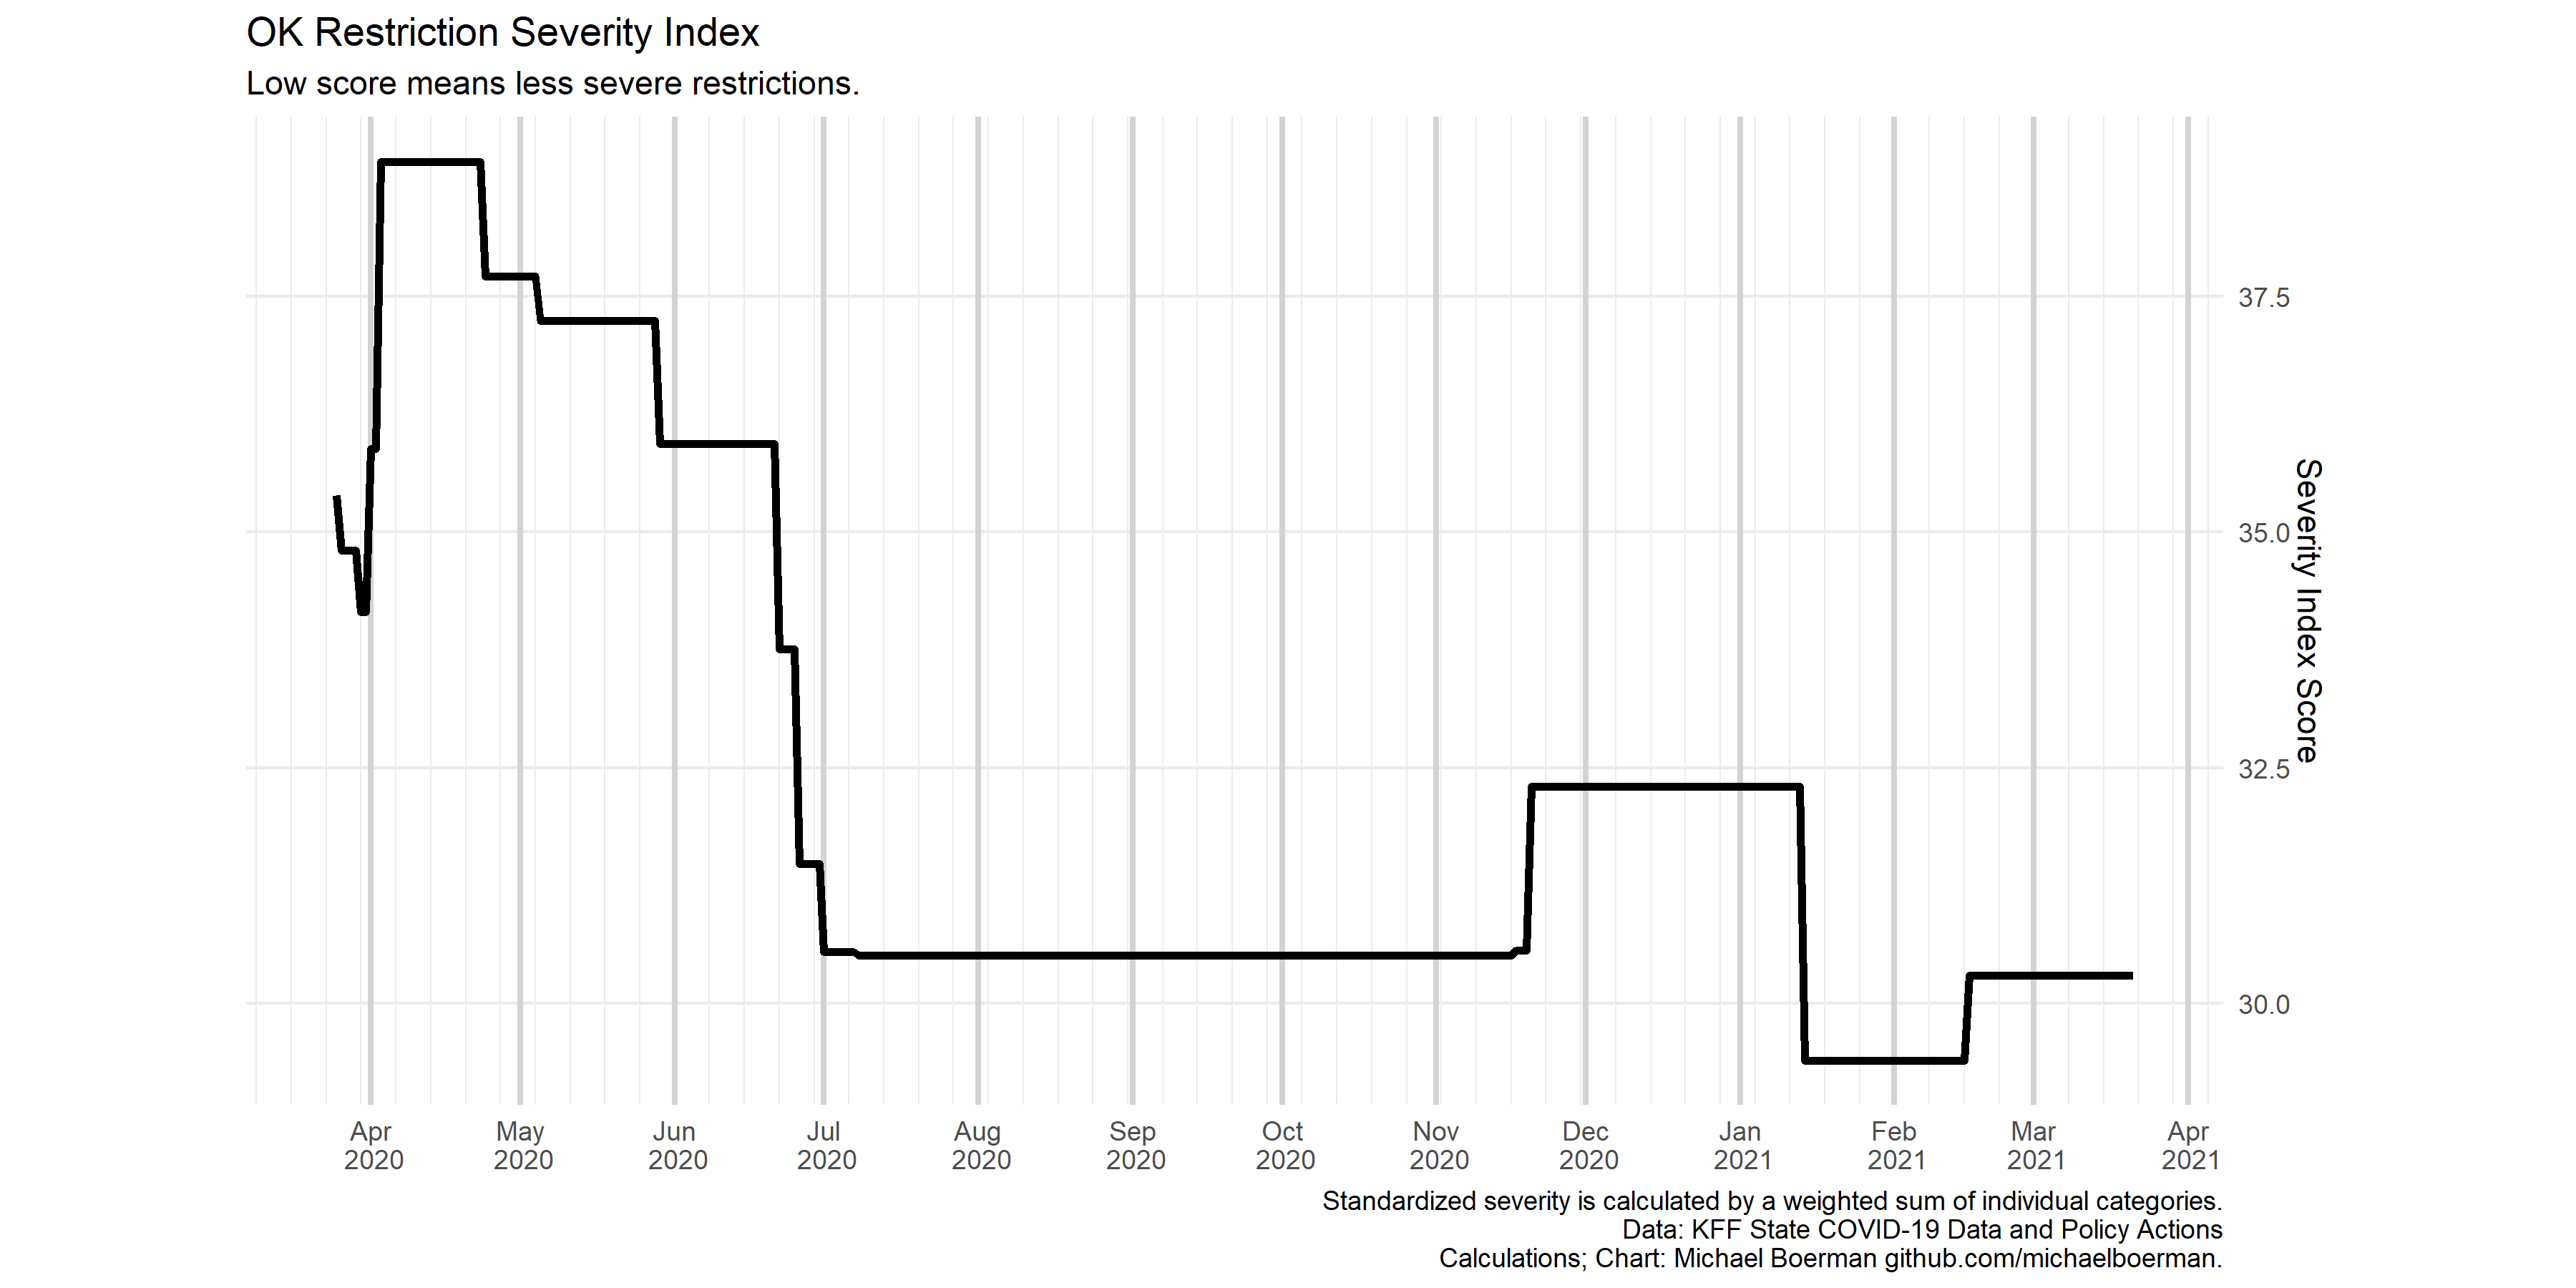 OK Restriction Severity Index
Low score means less severe restrictions.
37.5
35.0
32.5
30.0
Severity Index Score
Apr 2020
May 2020
Jun 2020
Jul 2020
Aug 2020
Sep 2020
Oct 2020
Nov 2020
Dec 2020
Jan 2021
Feb 2021
Mar 2021
Apr 2021
Standardized severity is calculated by a weighted sum of individual categories.
Data: KFF State COVID-19 Data and Policy Actions
Calculations; Chart: Michael Boerman github.com/michaelboerman.